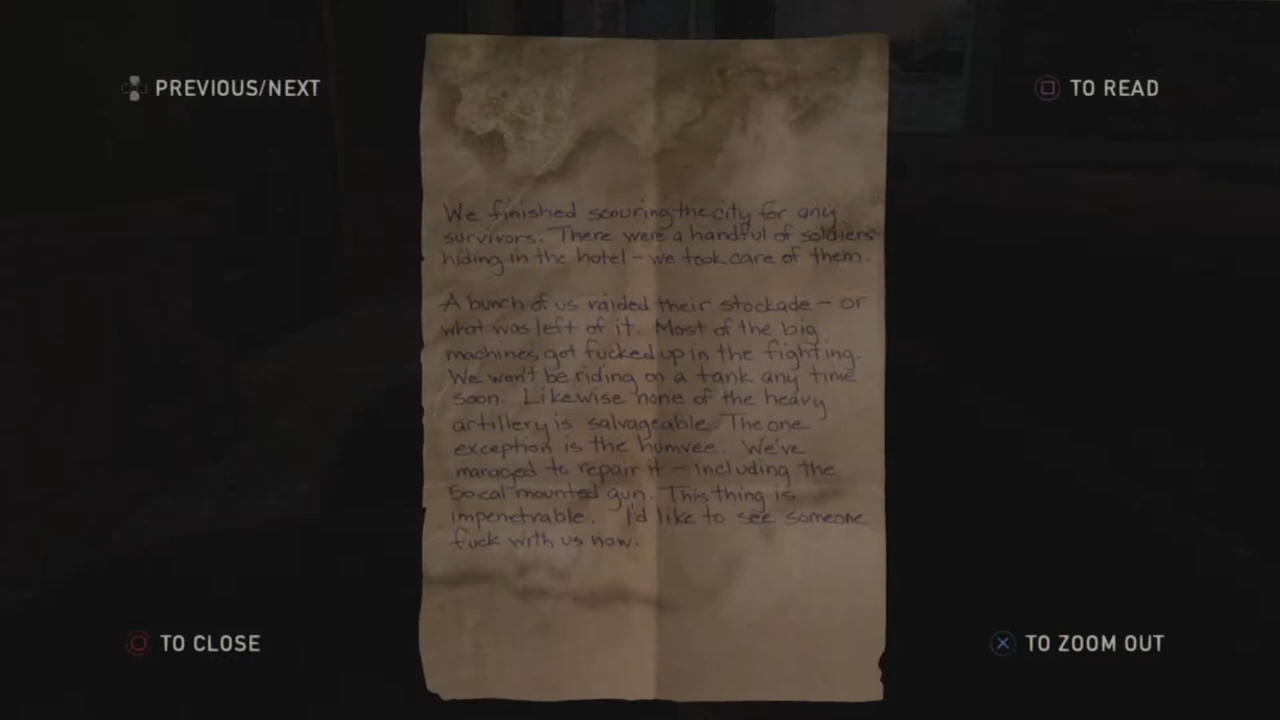 PREVIOUS/NEXT
TO READ
We finished scouring the city for any
survivors. There were a handful of soldiers
hiding in the hotel – we took care of them.
A bunch of us raided their stockade – or
what was left of it. Most of the big
machines got fucked up in the fighting.
We won't be riding on a tank any time
soon. Likewise none of the heavy
artillery is salvageable. The one
exception is the humvee. We've
managed to repair it – including the
50cal mounted gun. This thing is
impenetrable. I'd like to see someone
fuck with us now.
TO CLOSE
TO ZOOM OUT